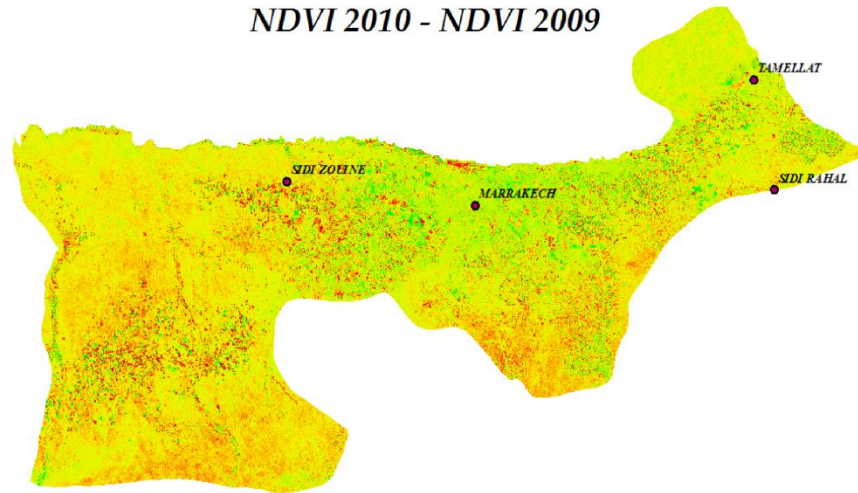 NDVI 2010 - NDVI 2009
TAMELLAT
SIDI ZOUINE
SIDI RAHAL
MARRAKECH